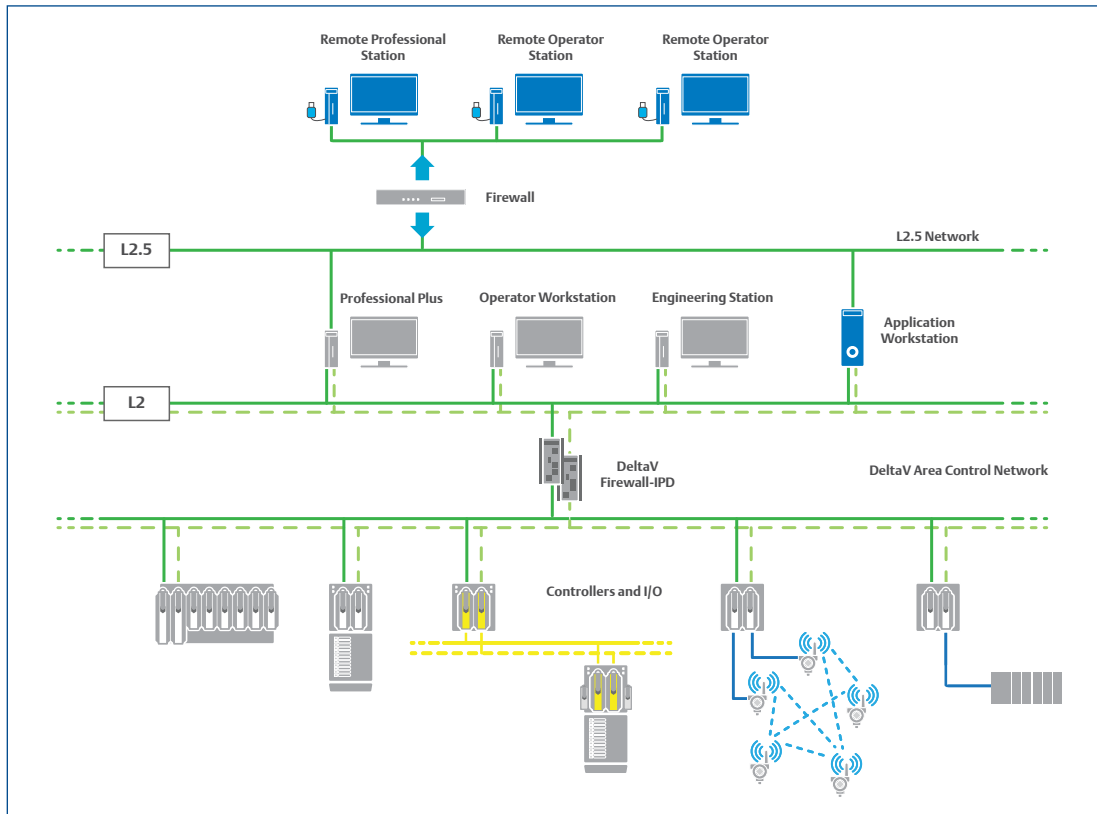 Remote Professional
Station
Remote Operator
Station
Remote Operator
Station
Firewall
L2.5
L2.5 Network
Professional Plus
Operator Workstation
Engineering Station
Application
Workstation
L2
DeltaV
Firewall-IPD
DeltaV Area Control Network
Controllers and I/O